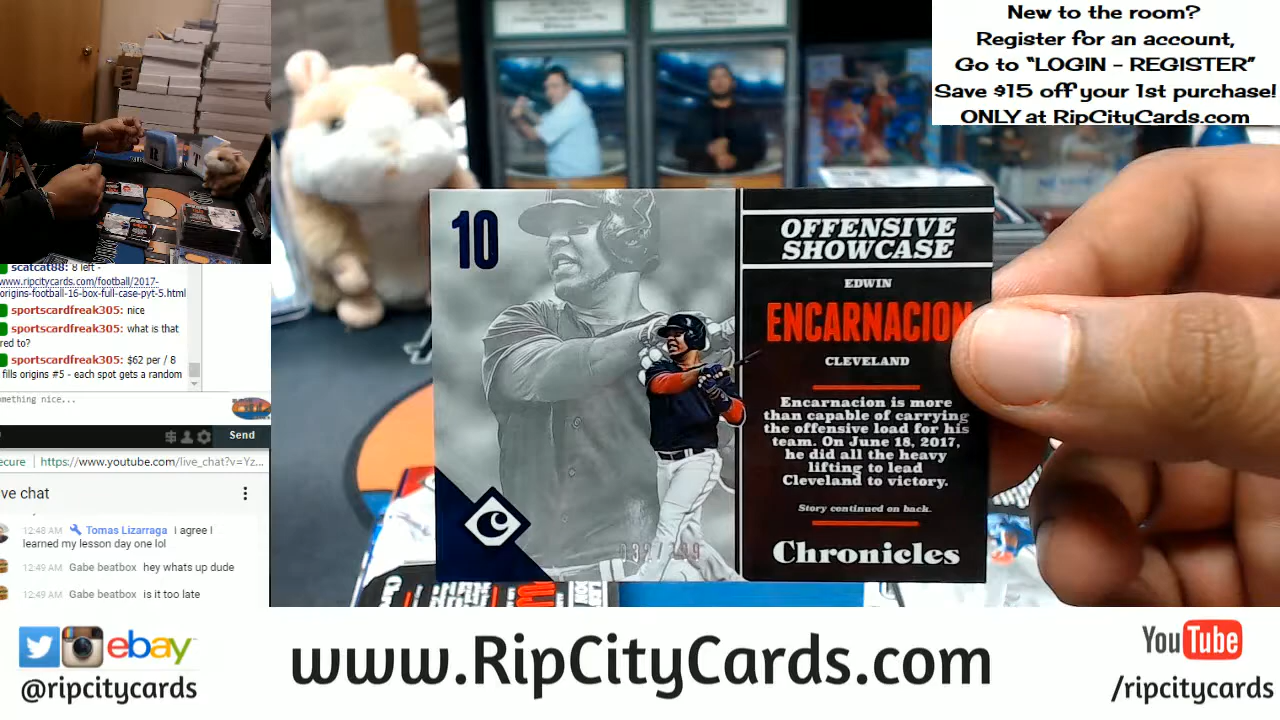 New to the room?
Register for an account,
Go to “LOGIN - REGISTER”
Save $15 off your 1st purchase!
ONLY at RipCityCards.com
R
T
scatcat88: 8 left -
www.ripcitycards.com/football/2017-
origins-football-16-box-full-case-pyt-5.html
sportscardfreak305: nice
sportscardfreak305: what is that
red to?
sportscardfreak305: $62 per / 8
fills origins #5 - each spot gets a random
omething nice...
Send
ecure https://www.youtube.com/live_chat?v=Yz...
ve chat
12:48 AM Tomas Lizarraga I agree I
learned my lesson day one lol
12:49 AM Gabe beatbox hey whats up dude
12:49 AM Gabe beatbox is it too late
10
OFFENSIVE
SHOWCASE
EDWIN
ENCARNACION
CLEVELAND
Encarnacion is more
than capable of carrying
the offensive load for his
team. On June 18, 2017,
he did all the heavy
lifting to lead
Cleveland to victory.
Story continued on back.
Chronicles
C
ebay
@ripcitycards
www.RipCityCards.com
YouTube
/ripcitycards